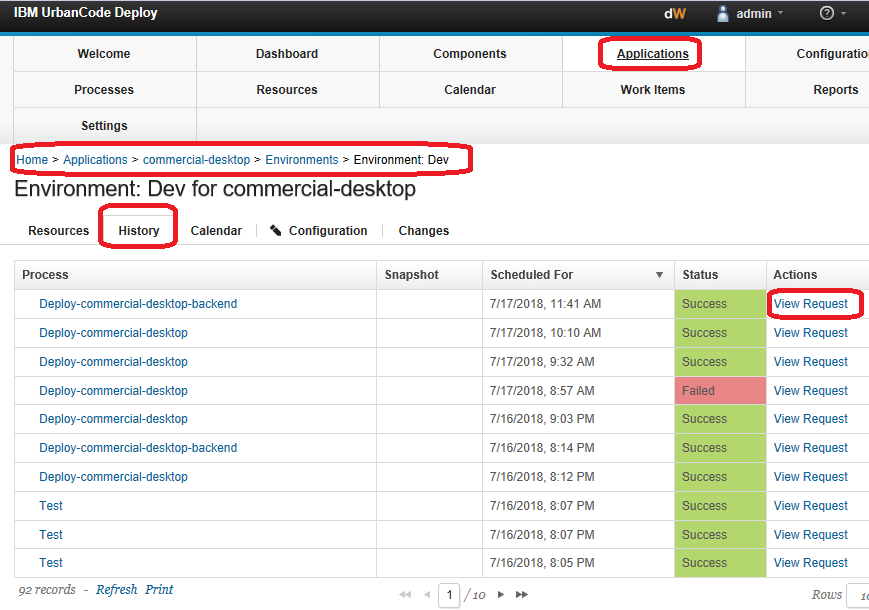 IBM UrbanCode Deploy dW admin
Welcome Dashboard Components Applications Configuratio
Processes Resources Calendar Work Items Reports
Settings
Home > Applications > commercial-desktop > Environments > Environment: Dev
Environment: Dev for commercial-desktop
Resources History Calendar Configuration Changes
Process Snapshot Scheduled For Status Actions
Deploy-commercial-desktop-backend 7/17/2018, 11:41 AM Success View Request
Deploy-commercial-desktop 7/17/2018, 10:10 AM Success View Request
Deploy-commercial-desktop 7/17/2018, 9:32 AM Success View Request
Deploy-commercial-desktop 7/17/2018, 8:57 AM Failed View Request
Deploy-commercial-desktop 7/16/2018, 9:03 PM Success View Request
Deploy-commercial-desktop-backend 7/16/2018, 8:14 PM Success View Request
Deploy-commercial-desktop 7/16/2018, 8:12 PM Success View Request
Test 7/16/2018, 8:07 PM Success View Request
Test 7/16/2018, 8:07 PM Success View Request
Test 7/16/2018, 8:05 PM Success View Request
92 records - Refresh Print 1 / 10 Rows 10